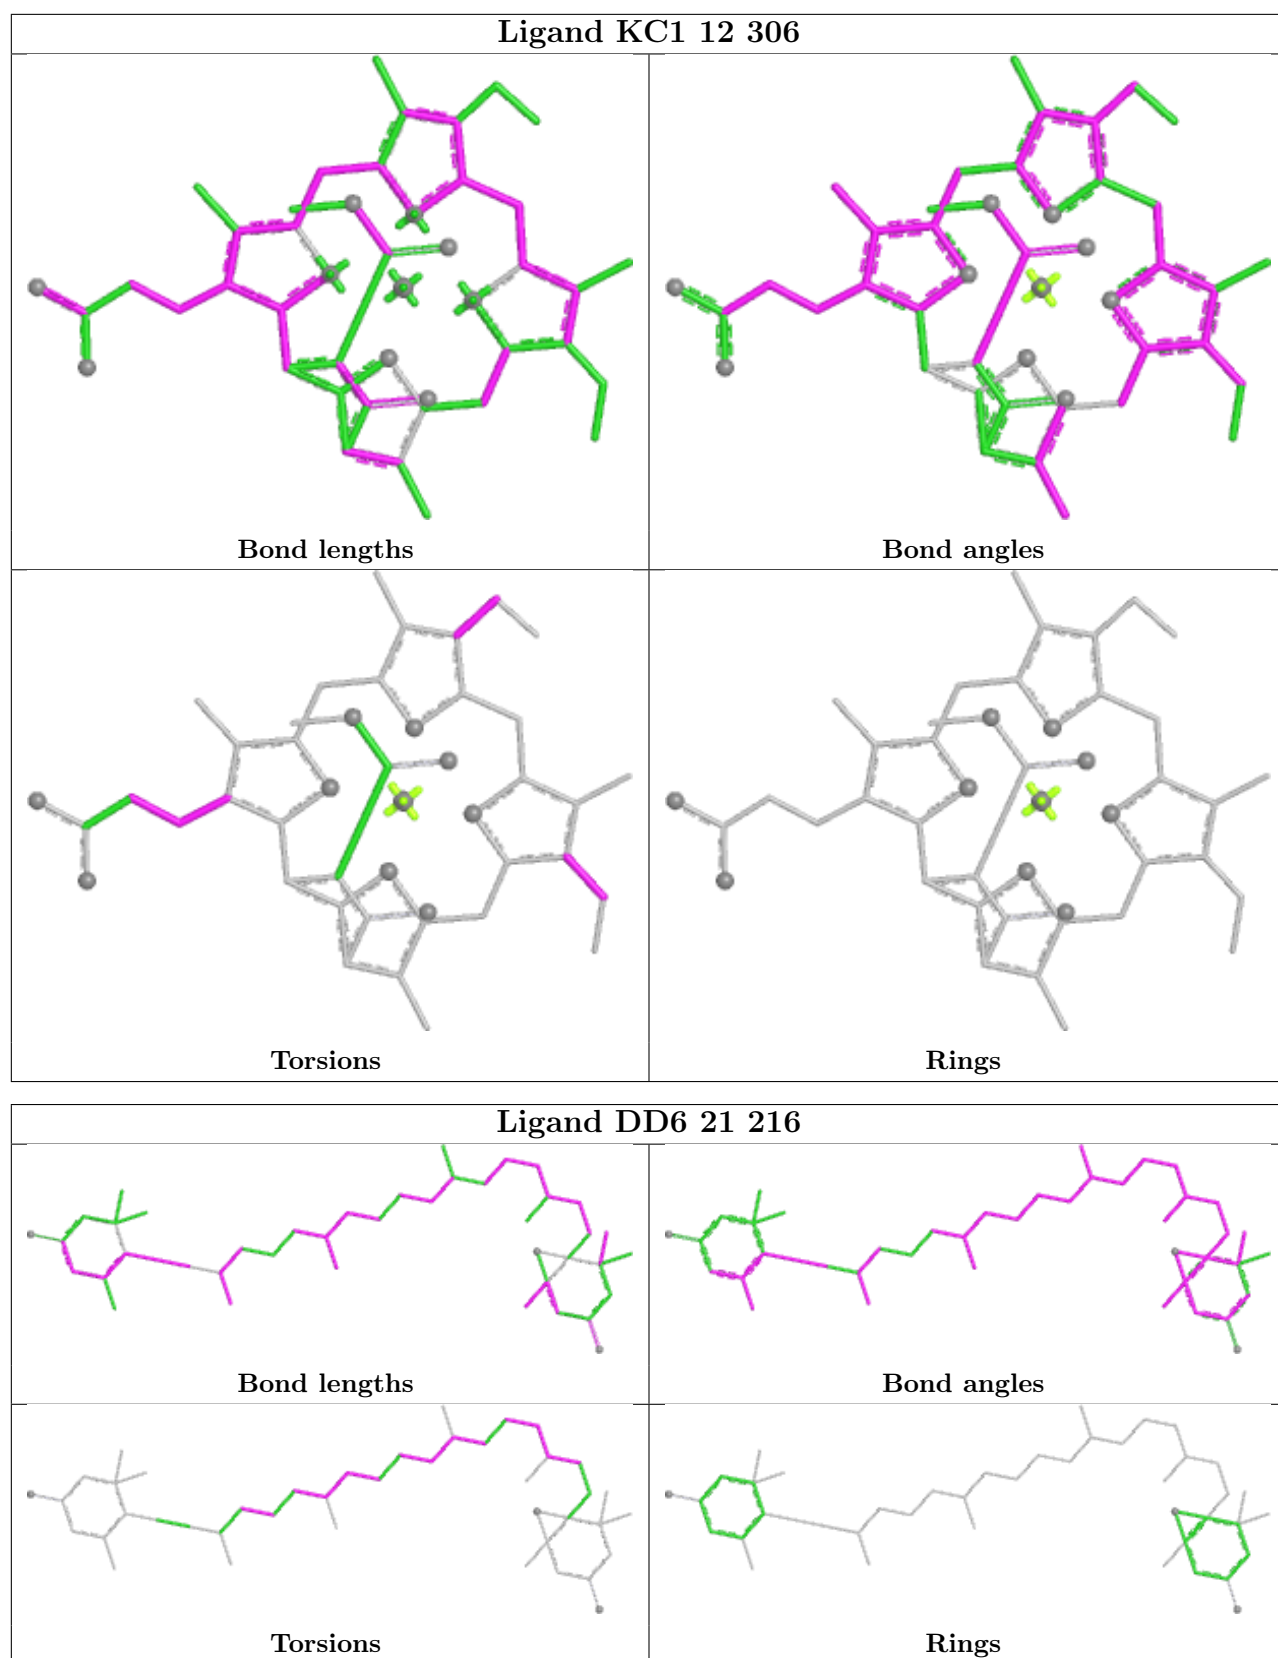 Ligand KC1 12 306
Bond lengths
Bond angles
Torsions
Rings
Ligand DD6 21 216
Bond lengths
Bond angles
Torsions
Rings